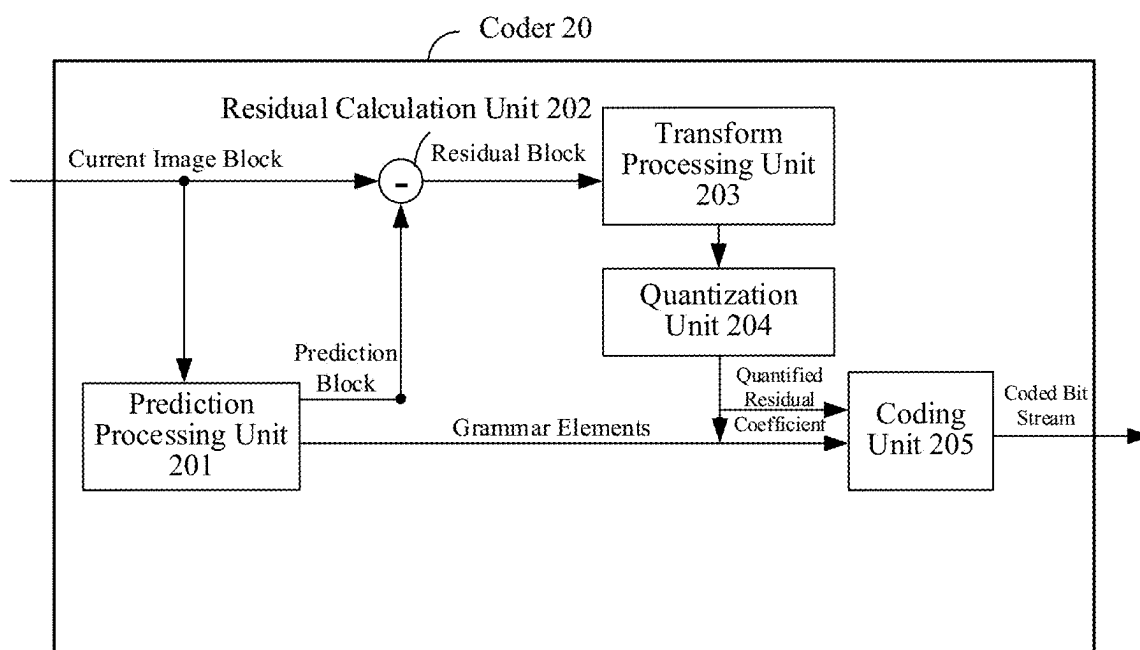 Coder 20
Residual Calculation Unit 202
Current Image Block
Residual Block
-
Transform
Processing Unit
203
Quantization
Unit 204
Prediction
Block
Prediction
Processing Unit
201
Grammar Elements
Quantified
Residual
Coefficient
Coding
Unit 205
Coded Bit
Stream